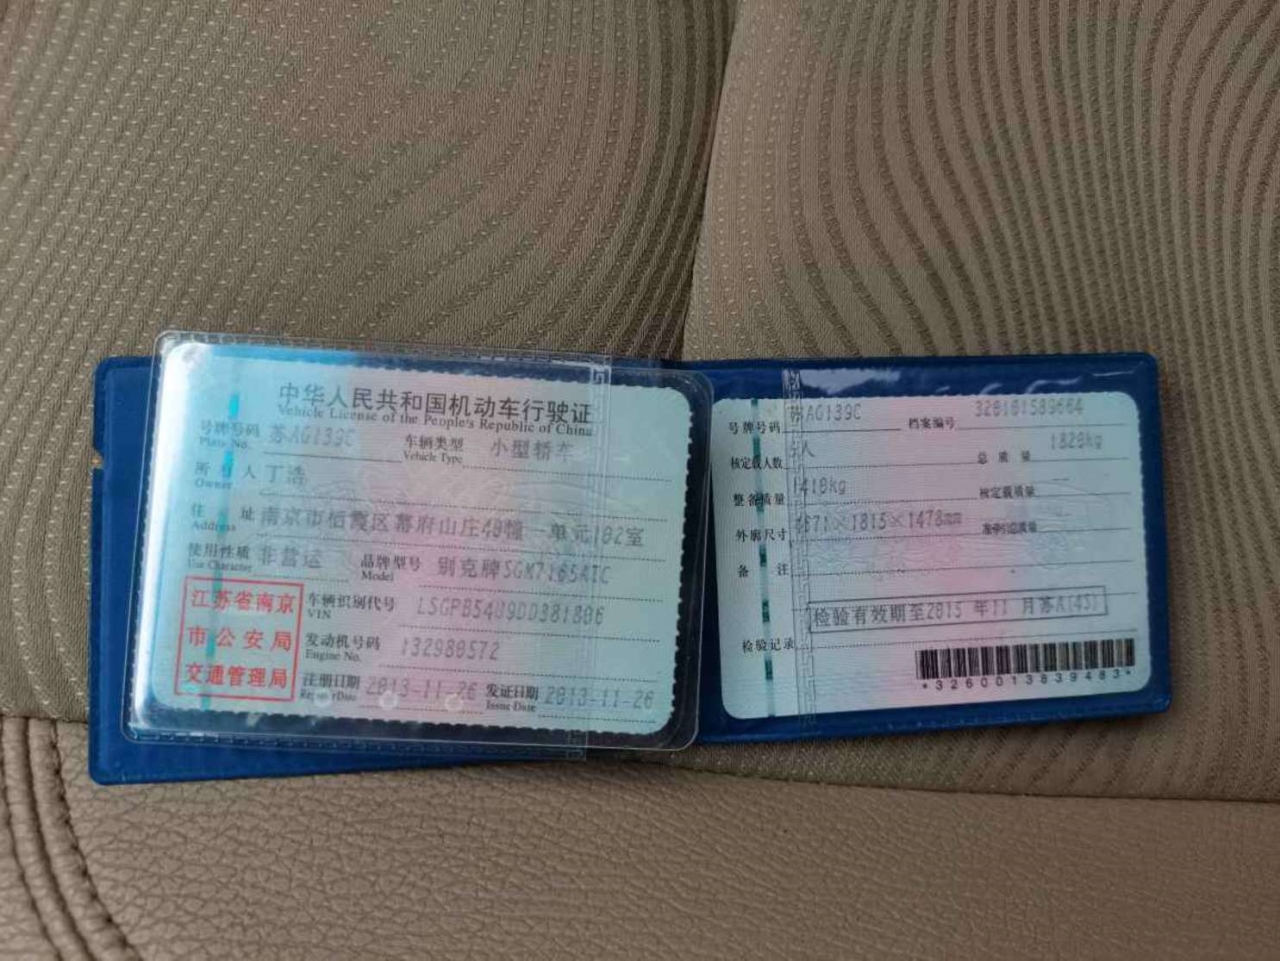 中华人民共和国机动车行驶证
Vehicle License of the People's Republic of China
号牌号码 苏AG139C 车辆类型 小型轿车
Plate No. Vehicle Type
所有人 丁浩
Owner
住址 南京市栖霞区幕府山庄49幢一单元102室
Address
使用性质 非营运 品牌型号 别克牌SGM7165ATC
Use Character Model
江苏省南京
市公安局
交通管理局
车辆识别代号
VIN
发动机号码 132980572
Engine No.
注册日期 2013-11-26 发证日期 2013-11-26
Register Date Issue Date
号牌号码 苏AG139C 档案编号
核定载人数 5人 总质量 1820kg
整备质量 1410kg 核定载质量
外廓尺寸 4671×1815×1478mm 准牵引总质量
备注
检验有效期至2015年11月苏A(43)
检验记录
*3260013839483*